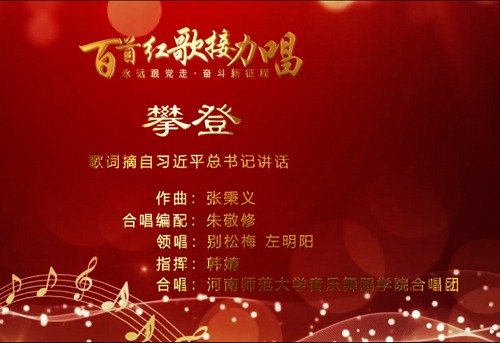 百首红歌接力唱
永远跟党走·奋斗新征程
攀登
歌词摘自习近平总书记讲话
作曲：张秉义
合唱编配：朱敬修
领唱：别松梅 左明阳
指挥：韩婧
合唱：河南师范大学音乐舞蹈学院合唱团